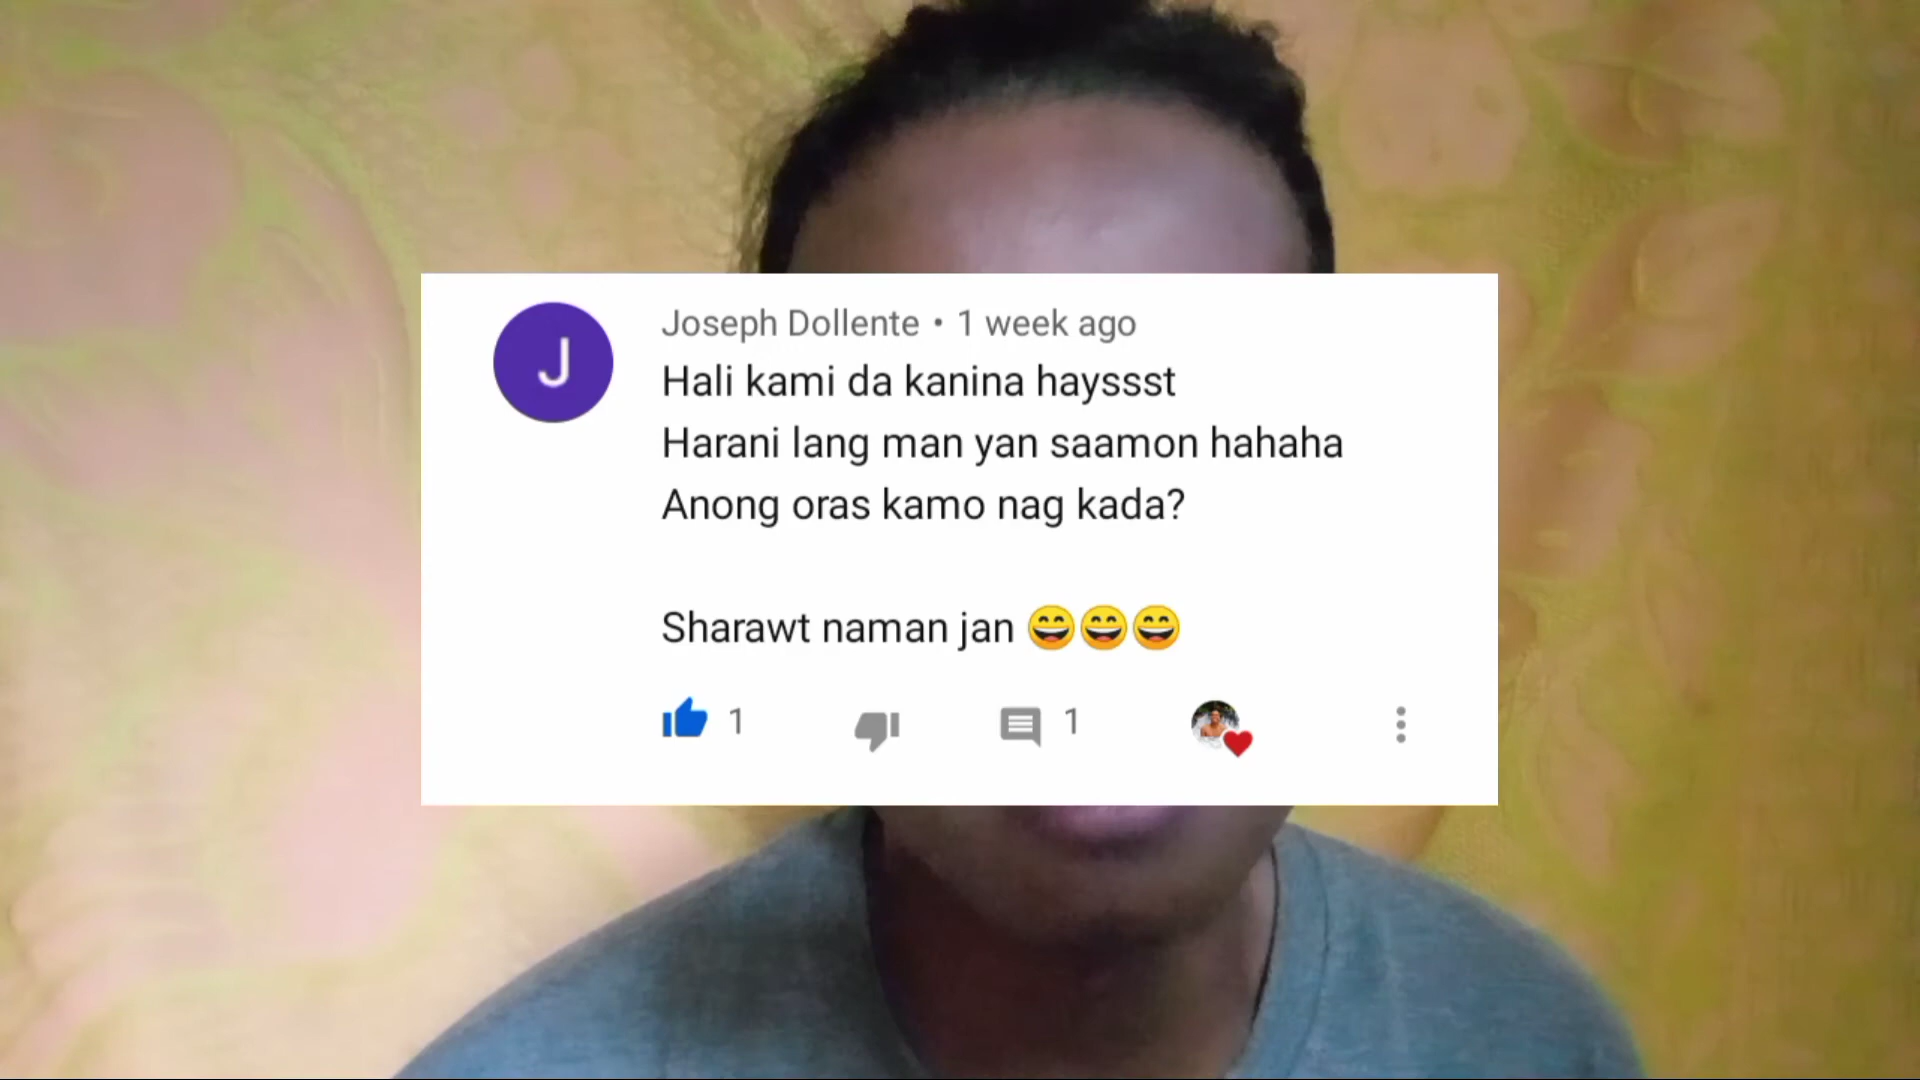 J
Joseph Dollente • 1 week ago
Hali kami da kanina hayssst
Harani lang man yan saamon hahaha
Anong oras kamo nag kada?
Sharawt naman jan 😄😄😄
1
1